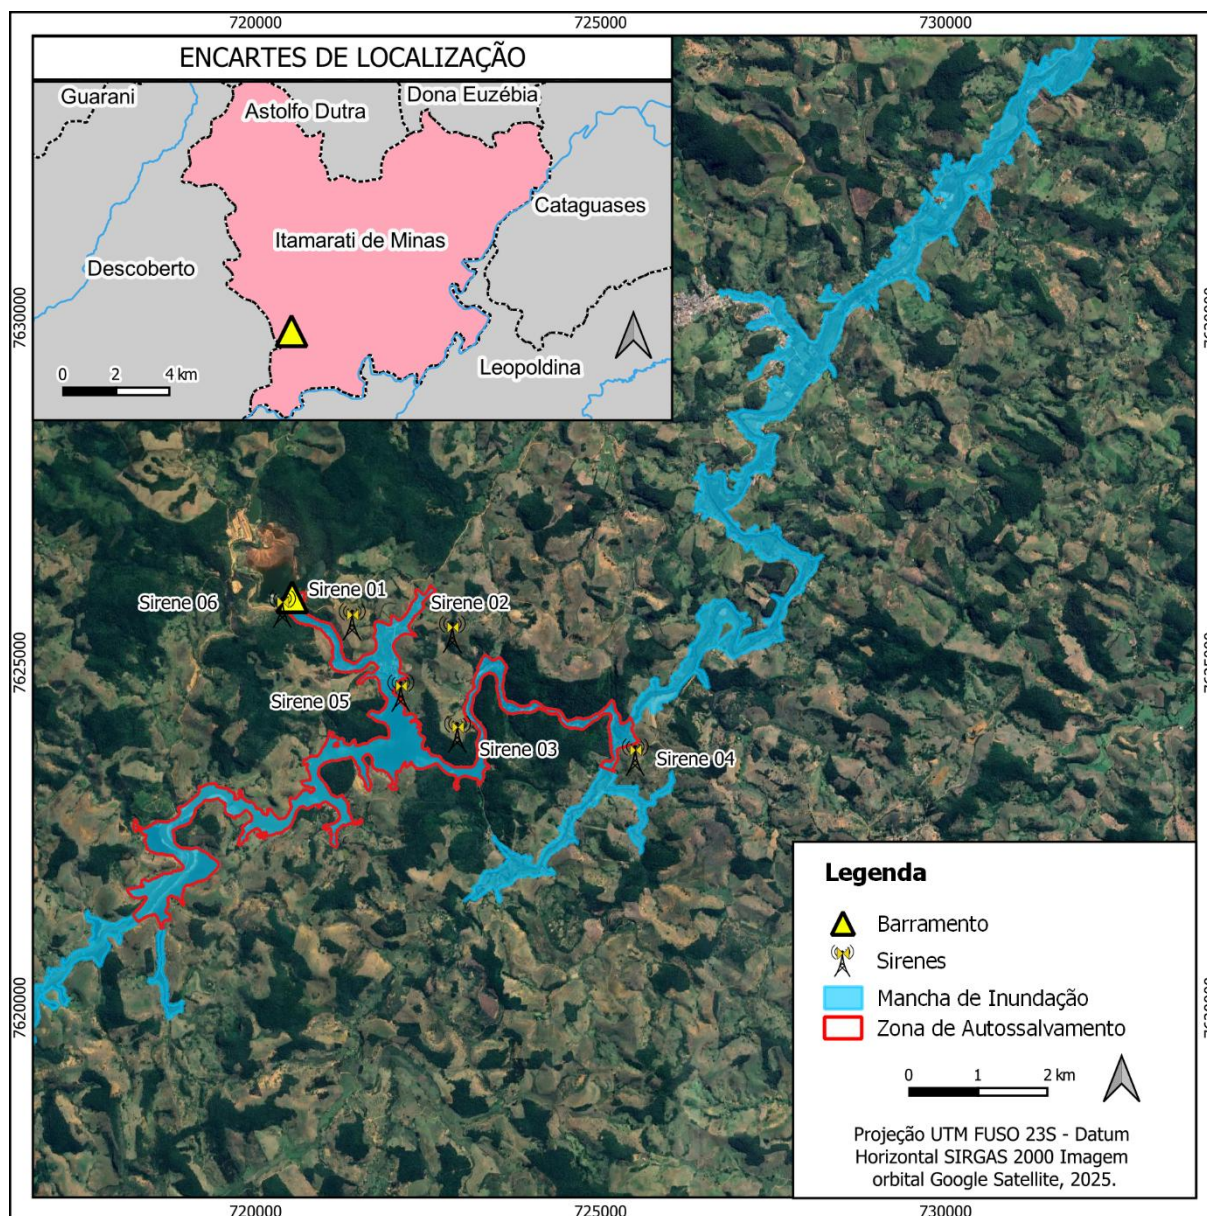 720000
725000
730000
ENCARTES DE LOCALIZAÇÃO
Guarani
Astolfo Dutra
Dona Euzébia
Cataguases
Itamarati de Minas
Descoberto
Leopoldina
0 2 4 km
7630000
7630000
Sirene 01
Sirene 06
Sirene 02
7625000
7625000
Sirene 05
Sirene 03
Sirene 04
Legenda
Barramento
Sirenes
Mancha de Inundação
Zona de Autossalvamento
7620000
7620000
0 1 2 km
Projeção UTM FUSO 23S - Datum
Horizontal SIRGAS 2000 Imagem
orbital Google Satellite, 2025.
720000
725000
730000